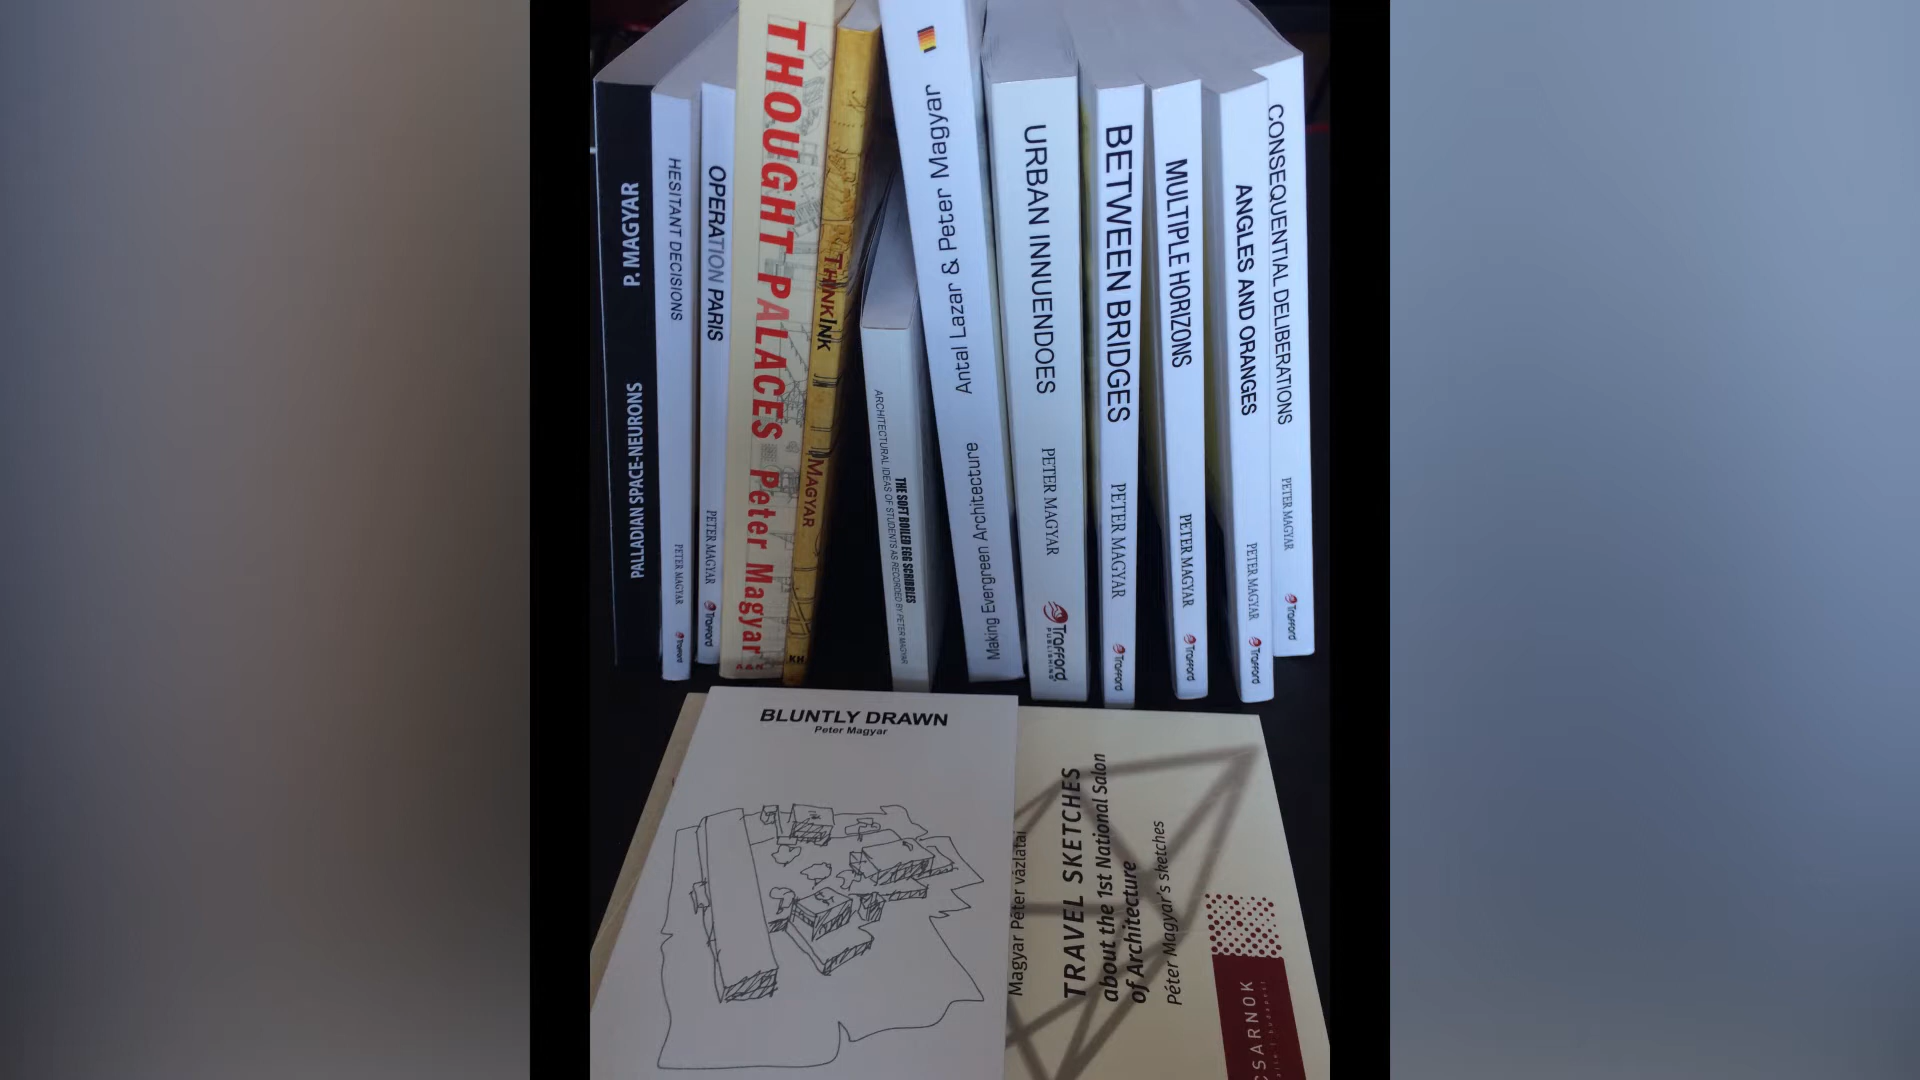 P. MAGYAR
PALLADIAN SPACE-NEURONS
HESITANT DECISIONS
PETER MAGYAR
Trafford
OPERATION PARIS
PETER MAGYAR
Trafford
THOUGHT PALACES Peter Magyar
THINKINK
MAGYAR
KH
THE SOFT BOILED EGG SCRIBBLES
ARCHITECTURAL IDEAS OF STUDENTS AS RECORDED BY PETER MAGYAR
Antal Lazar & Peter Magyar
Making Evergreen Architecture
URBAN INNUENDOES
PETER MAGYAR
Trafford
PUBLISHING
BETWEEN BRIDGES
PETER MAGYAR
Trafford
MULTIPLE HORIZONS
PETER MAGYAR
Trafford
ANGLES AND ORANGES
PETER MAGYAR
Trafford
CONSEQUENTIAL DELIBERATIONS
PETER MAGYAR
Trafford
BLUNTLY DRAWN
Peter Magyar
Magyar Péter vázlatai
TRAVEL SKETCHES
about the 1st National Salon
of Architecture
Péter Magyar's sketches
CSARNOK